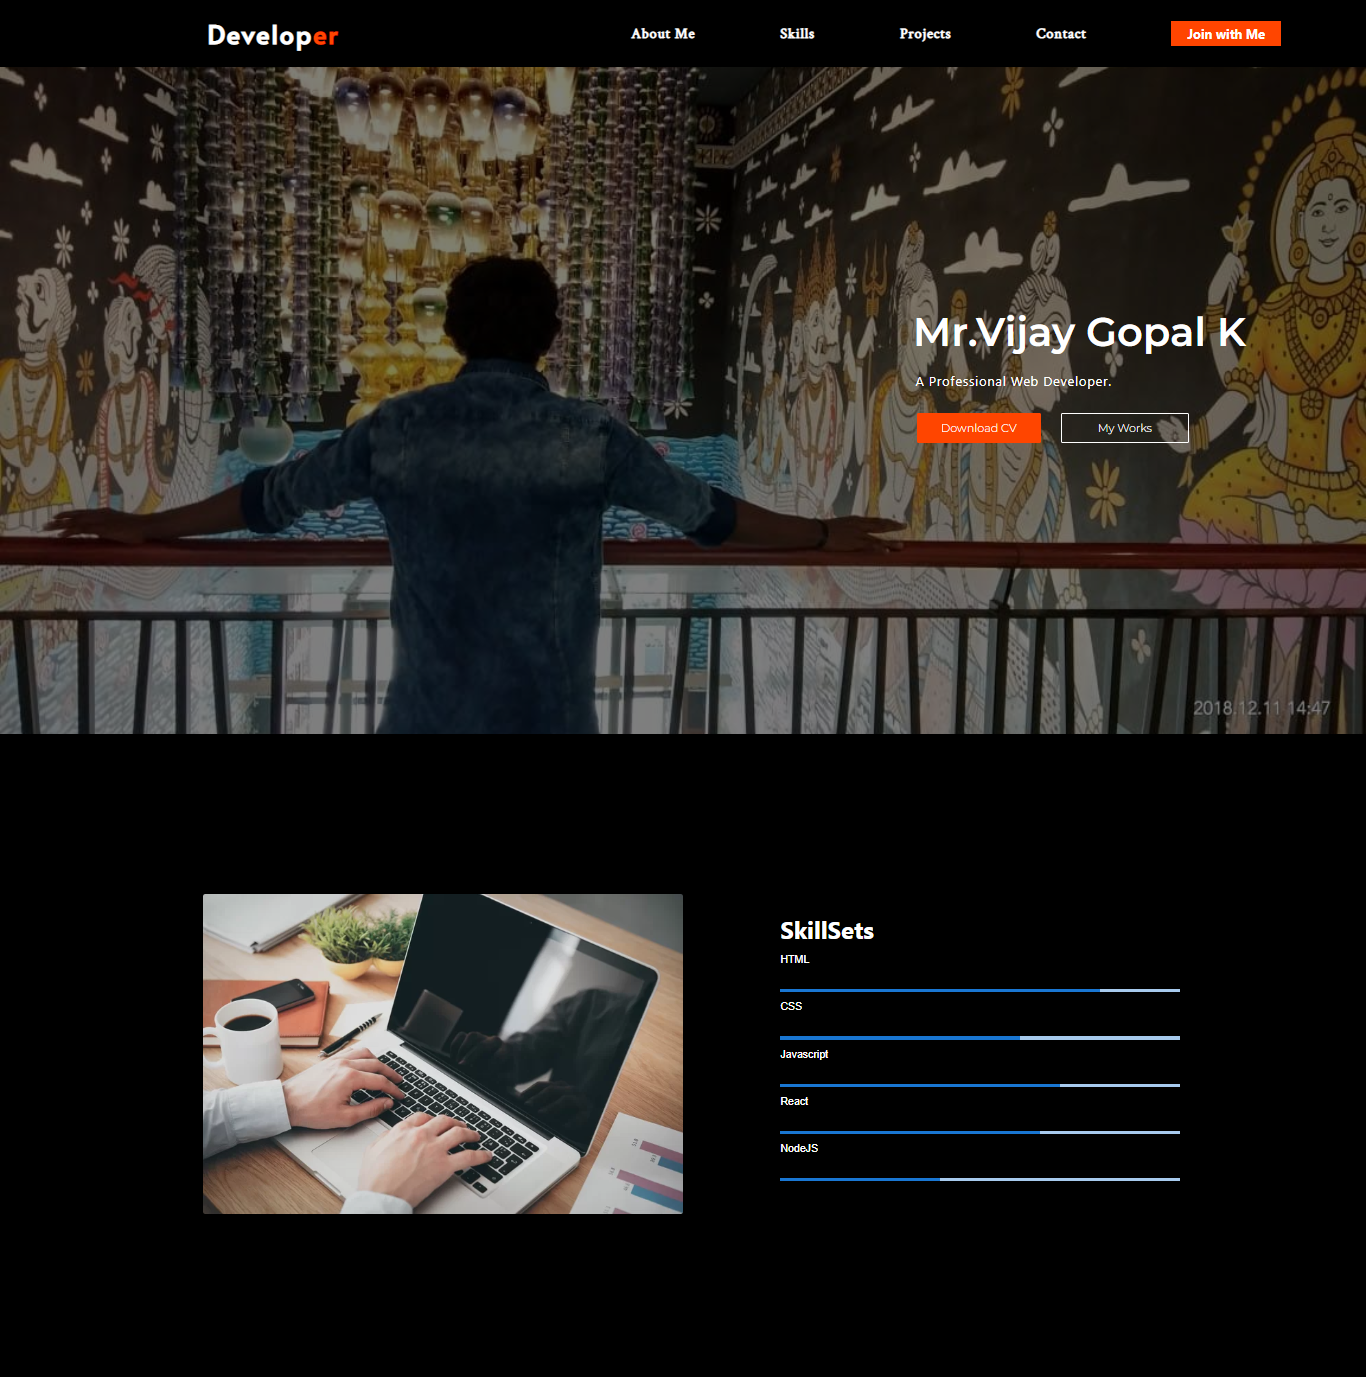 Developer
About Me
Skills
Projects
Contact
Join with Me
Mr.Vijay Gopal K
A Professional Web Developer.
Download CV
My Works
2018.12.11 14:47
SkillSets
HTML
CSS
Javascript
React
NodeJS